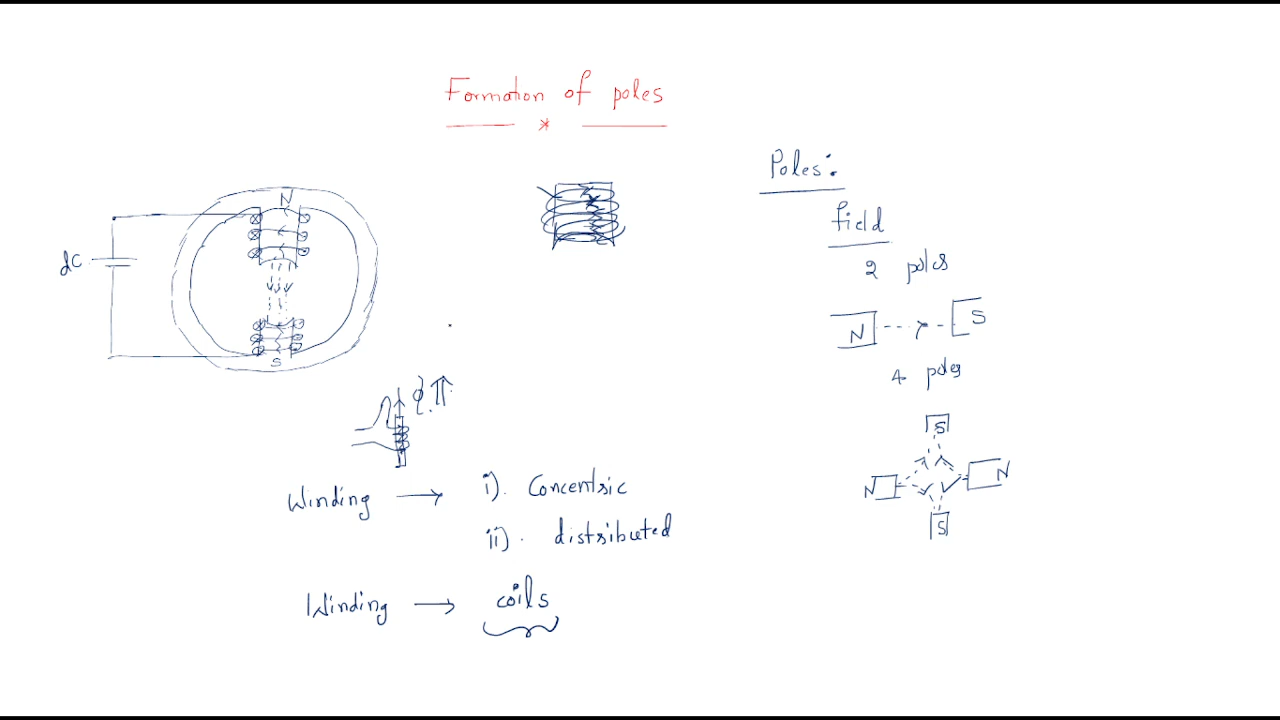 Formation of poles
N
dc
S
φ
Winding → i). Concentric
ii). distributed
Winding → coils
Poles:
field
2 poles
N S
4 poles
S
N N
S